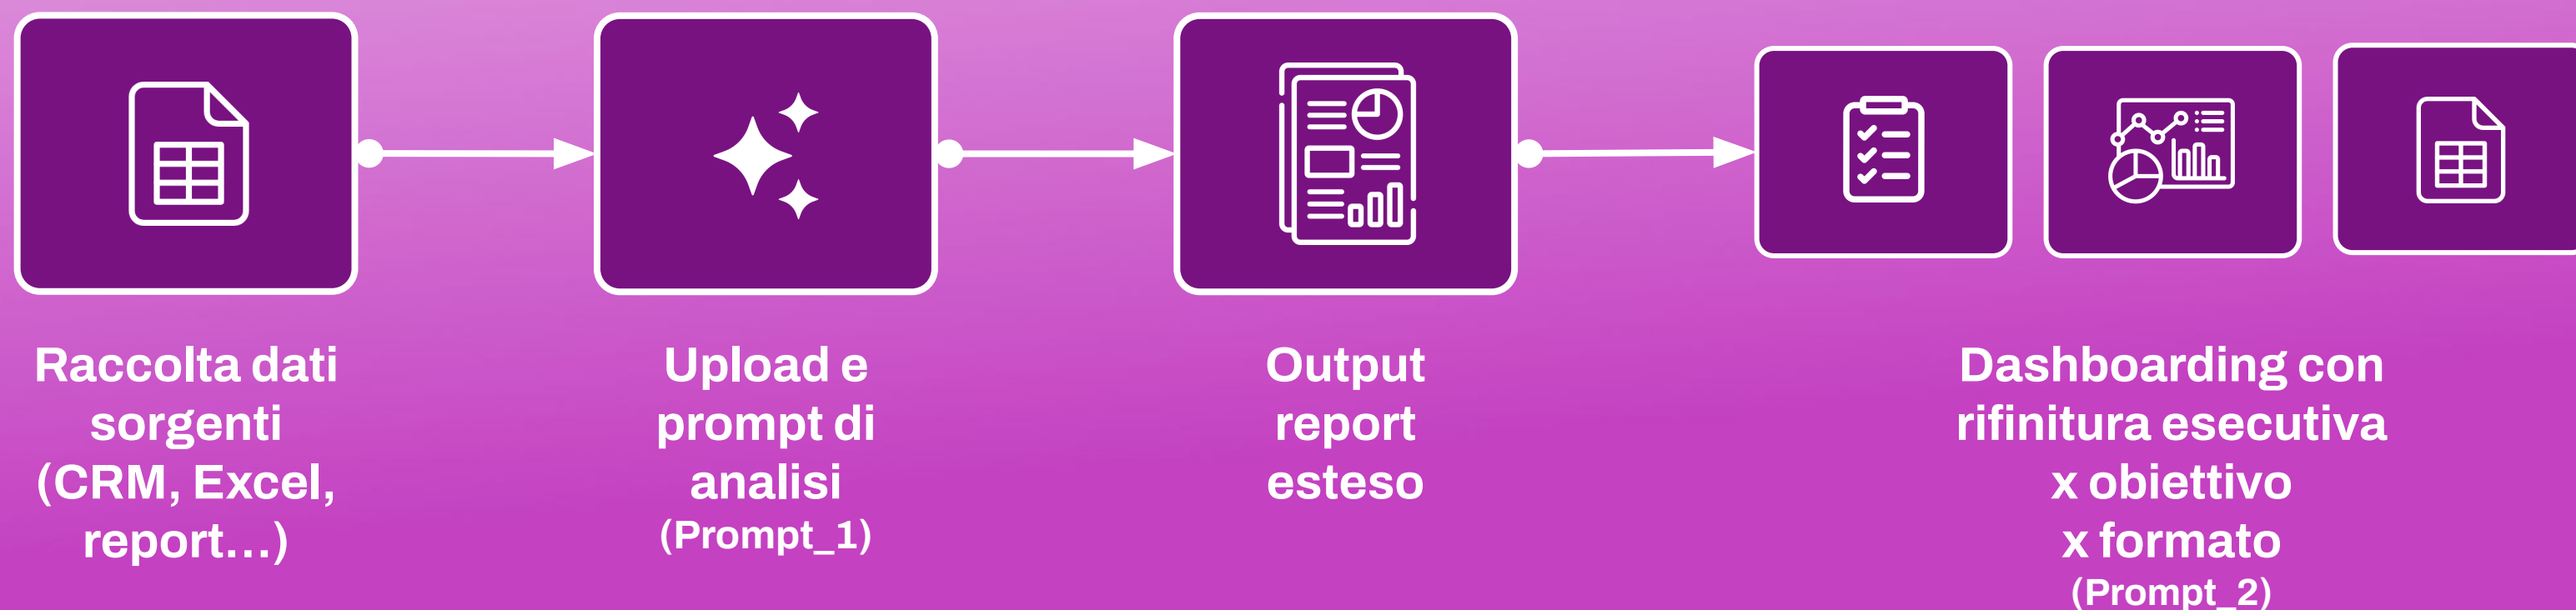 Raccolta dati
sorgenti
(CRM, Excel,
report...)
Upload e
prompt di
analisi
(Prompt_1)
Output
report
esteso
Dashboarding con
rifinitura esecutiva
x obiettivo
x formato
(Prompt_2)